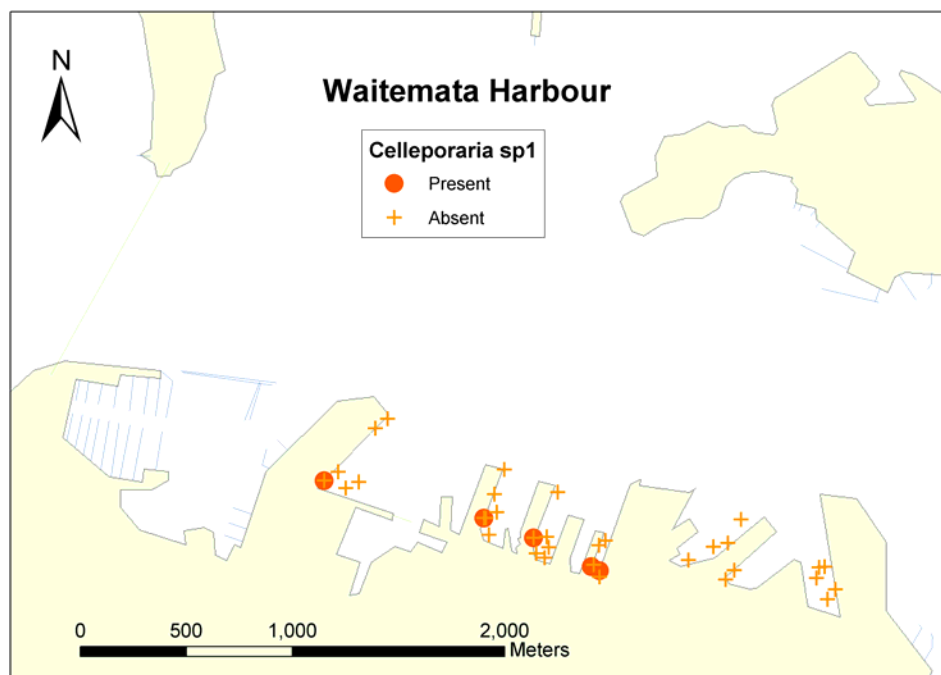 N
Waitemata Harbour
Celleporaria sp1
Present
Absent
0 500 1,000 2,000
Meters